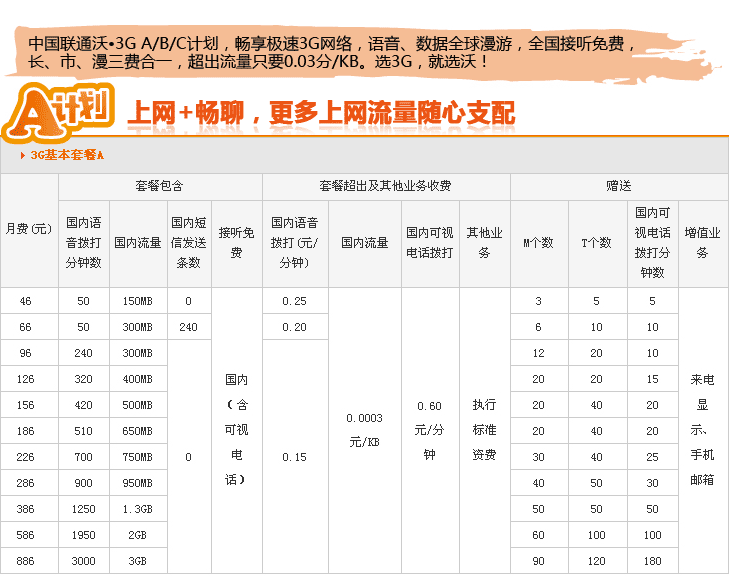 中国联通沃•3G A/B/C计划，畅享极速3G网络，语音、数据全球漫游，全国接听免费，
长、市、漫三费合一，超出流量只要0.03分/KB。选3G，就选沃！
A计划 上网+畅聊，更多上网流量随心支配
3G基本套餐A
月费(元) 套餐包含 套餐超出及其他业务收费 赠送
国内语音拨打分钟数 国内流量 国内短信发送条数 接听免费 国内语音拨打(元/分钟) 国内流量 国内可视电话拨打 其他业务 M个数 T个数 国内可视电话拨打分钟数 增值业务
46 50 150MB 0 国内（含可视电话） 0.25 0.0003元/KB 0.60元/分钟 执行标准资费 3 5 5 来电显示、手机邮箱
66 50 300MB 240 0.20 6 10 10
96 240 300MB 0 0.15 12 20 10
126 320 400MB 20 20 15
156 420 500MB 20 40 20
186 510 650MB 20 40 20
226 700 750MB 30 40 25
286 900 950MB 40 50 30
386 1250 1.3GB 50 50 50
586 1950 2GB 60 100 100
886 3000 3GB 90 120 180